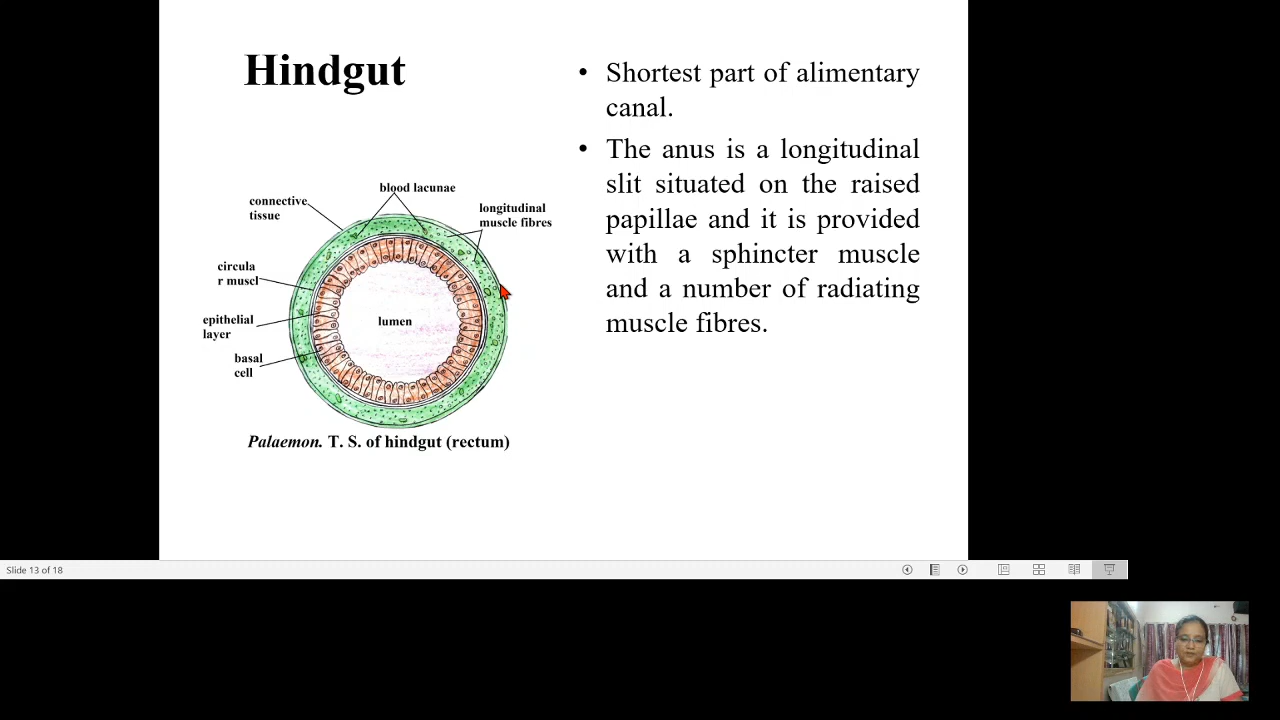 Hindgut
• Shortest part of alimentary
canal.
• The anus is a longitudinal
slit situated on the raised
papillae and it is provided
with a sphincter muscle
and a number of radiating
muscle fibres.
blood lacunae
connective
tissue
longitudinal
muscle fibres
circula
r muscl
epithelial
layer
lumen
basal
cell
Palaemon. T. S. of hindgut (rectum)
Slide 13 of 18